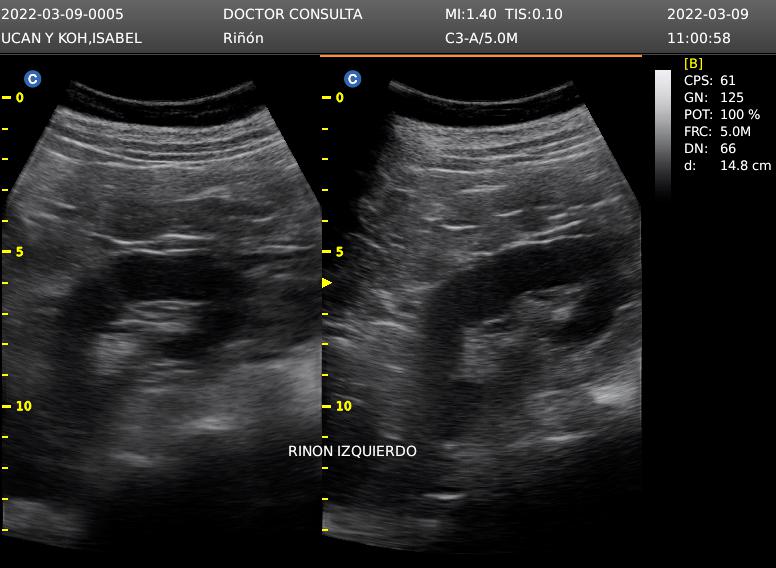 2022-03-09-0005 DOCTOR CONSULTA MI:1.40 TIS:0.10 2022-03-09
UCAN Y KOH,ISABEL Riñón C3-A/5.0M 11:00:58
C C
[B]
CPS: 61
GN: 125
POT: 100 %
FRC: 5.0M
DN: 66
d: 14.8 cm
0 0
5 5
10 10
RINON IZQUIERDO